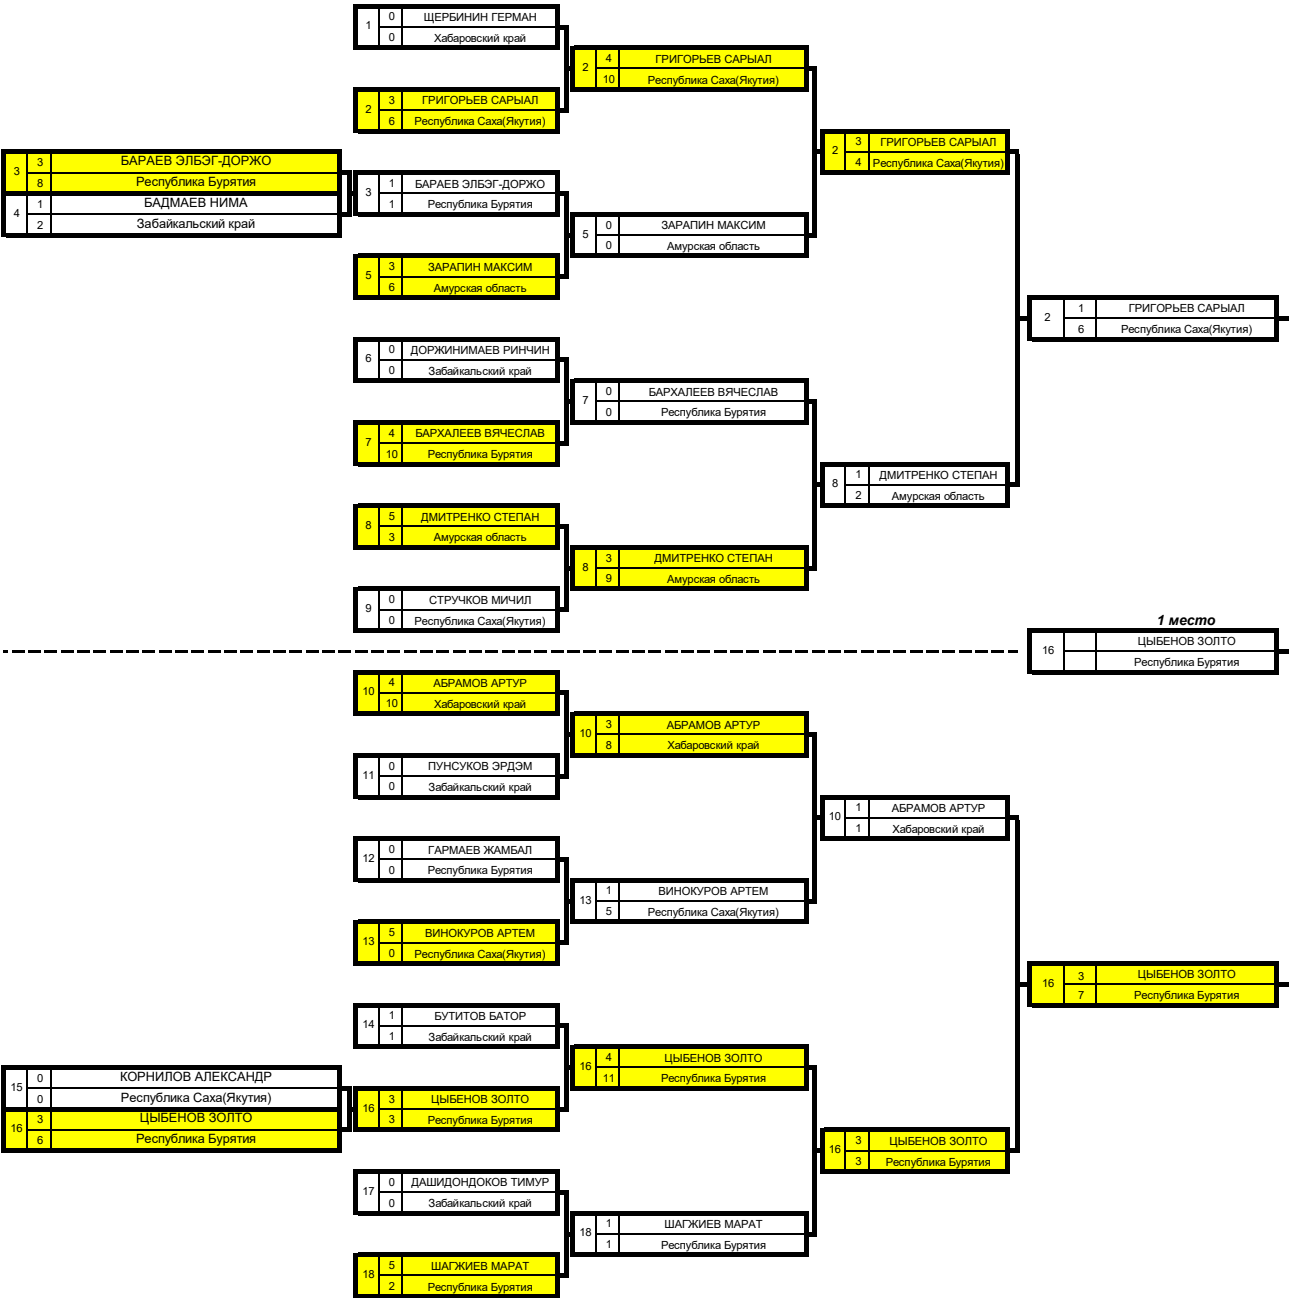 1 0 ЩЕРБИНИН ГЕРМАН
0 Хабаровский край
2 3 ГРИГОРЬЕВ САРЫАЛ
6 Республика Саха(Якутия)
3 3 БАРАЕВ ЭЛБЭГ-ДОРЖО
8 Республика Бурятия
4 1 БАДМАЕВ НИМА
2 Забайкальский край
3 1 БАРАЕВ ЭЛБЭГ-ДОРЖО
1 Республика Бурятия
5 3 ЗАРАПИН МАКСИМ
6 Амурская область
6 0 ДОРЖИНИМАЕВ РИНЧИН
0 Забайкальский край
7 4 БАРХАЛЕЕВ ВЯЧЕСЛАВ
10 Республика Бурятия
8 5 ДМИТРЕНКО СТЕПАН
3 Амурская область
9 0 СТРУЧКОВ МИЧИЛ
0 Республика Саха(Якутия)
2 4 ГРИГОРЬЕВ САРЫАЛ
10 Республика Саха(Якутия)
5 0 ЗАРАПИН МАКСИМ
0 Амурская область
7 0 БАРХАЛЕЕВ ВЯЧЕСЛАВ
0 Республика Бурятия
8 3 ДМИТРЕНКО СТЕПАН
9 Амурская область
2 3 ГРИГОРЬЕВ САРЫАЛ
4 Республика Саха(Якутия)
8 1 ДМИТРЕНКО СТЕПАН
2 Амурская область
2 1 ГРИГОРЬЕВ САРЫАЛ
6 Республика Саха(Якутия)
1 место
16 ЦЫБЕНОВ ЗОЛТО
Республика Бурятия
10 4 АБРАМОВ АРТУР
10 Хабаровский край
11 0 ПУНСУКОВ ЭРДЭМ
0 Забайкальский край
12 0 ГАРМАЕВ ЖАМБАЛ
0 Республика Бурятия
13 5 ВИНОКУРОВ АРТЕМ
0 Республика Саха(Якутия)
14 1 БУТИТОВ БАТОР
1 Забайкальский край
15 0 КОРНИЛОВ АЛЕКСАНДР
0 Республика Саха(Якутия)
16 3 ЦЫБЕНОВ ЗОЛТО
6 Республика Бурятия
16 3 ЦЫБЕНОВ ЗОЛТО
3 Республика Бурятия
17 0 ДАШИДОНДОКОВ ТИМУР
0 Забайкальский край
18 5 ШАГЖИЕВ МАРАТ
2 Республика Бурятия
10 3 АБРАМОВ АРТУР
8 Хабаровский край
13 1 ВИНОКУРОВ АРТЕМ
5 Республика Саха(Якутия)
16 4 ЦЫБЕНОВ ЗОЛТО
11 Республика Бурятия
18 1 ШАГЖИЕВ МАРАТ
1 Республика Бурятия
10 1 АБРАМОВ АРТУР
1 Хабаровский край
16 3 ЦЫБЕНОВ ЗОЛТО
3 Республика Бурятия
16 3 ЦЫБЕНОВ ЗОЛТО
7 Республика Бурятия